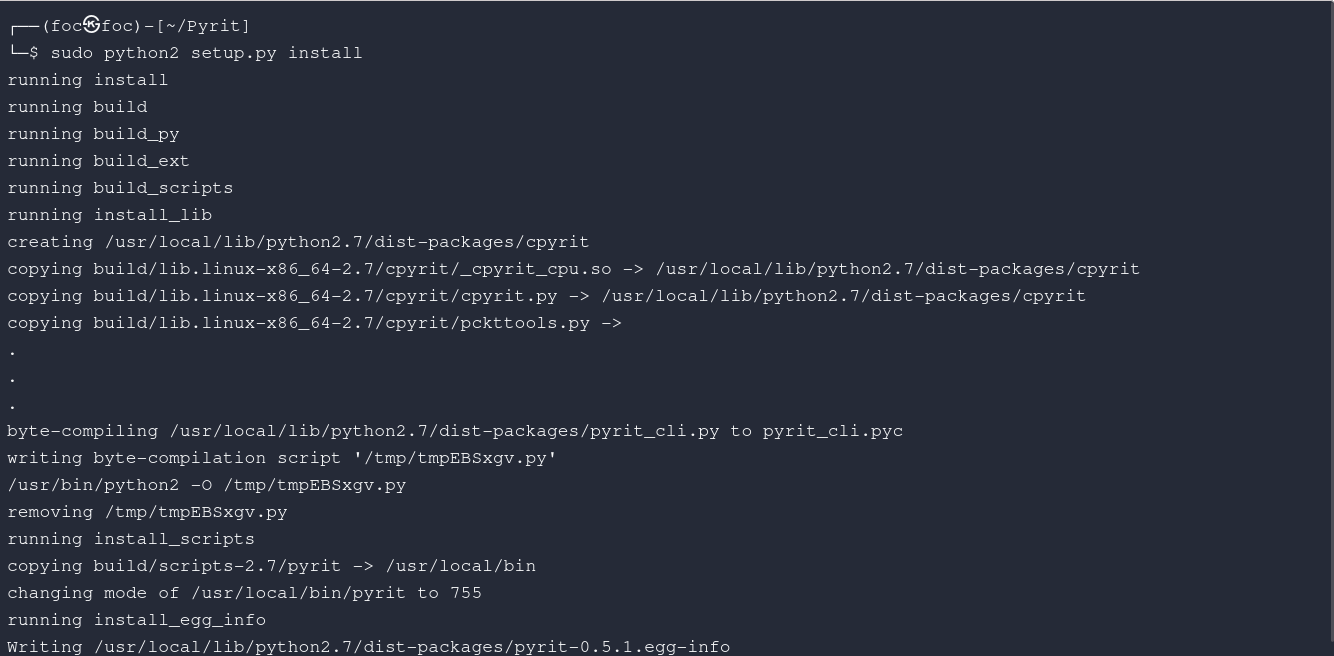 ┌──(foc㉿foc)-[~/Pyrit]
└─$ sudo python2 setup.py install
running install
running build
running build_py
running build_ext
running build_scripts
running install_lib
creating /usr/local/lib/python2.7/dist-packages/cpyrit
copying build/lib.linux-x86_64-2.7/cpyrit/_cpyrit_cpu.so -> /usr/local/lib/python2.7/dist-packages/cpyrit
copying build/lib.linux-x86_64-2.7/cpyrit/cpyrit.py -> /usr/local/lib/python2.7/dist-packages/cpyrit
copying build/lib.linux-x86_64-2.7/cpyrit/pckttools.py ->
.
.
.
byte-compiling /usr/local/lib/python2.7/dist-packages/pyrit_cli.py to pyrit_cli.pyc
writing byte-compilation script '/tmp/tmpEBSxgv.py'
/usr/bin/python2 -O /tmp/tmpEBSxgv.py
removing /tmp/tmpEBSxgv.py
running install_scripts
copying build/scripts-2.7/pyrit -> /usr/local/bin
changing mode of /usr/local/bin/pyrit to 755
running install_egg_info
Writing /usr/local/lib/python2.7/dist-packages/pyrit-0.5.1.egg-info